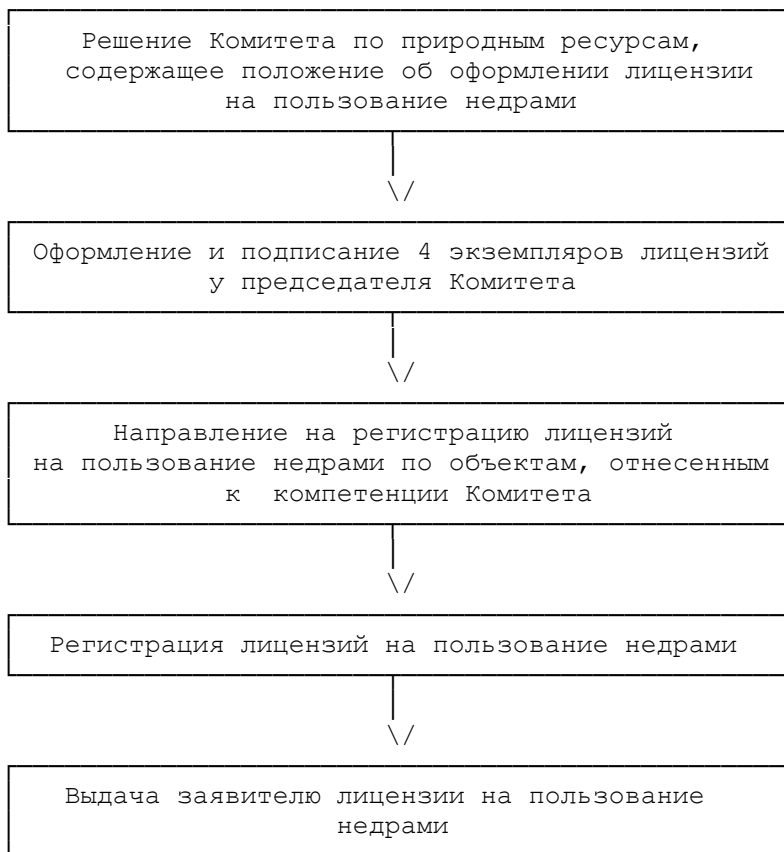 Решение Комитета по природным ресурсам,
содержащее положение об оформлении лицензии
на пользование недрами
Оформление и подписание 4 экземпляров лицензий
у председателя Комитета
Направление на регистрацию лицензий
на пользование недрами по объектам, отнесенным
к компетенции Комитета
Регистрация лицензий на пользование недрами
Выдача заявителю лицензии на пользование
недрами